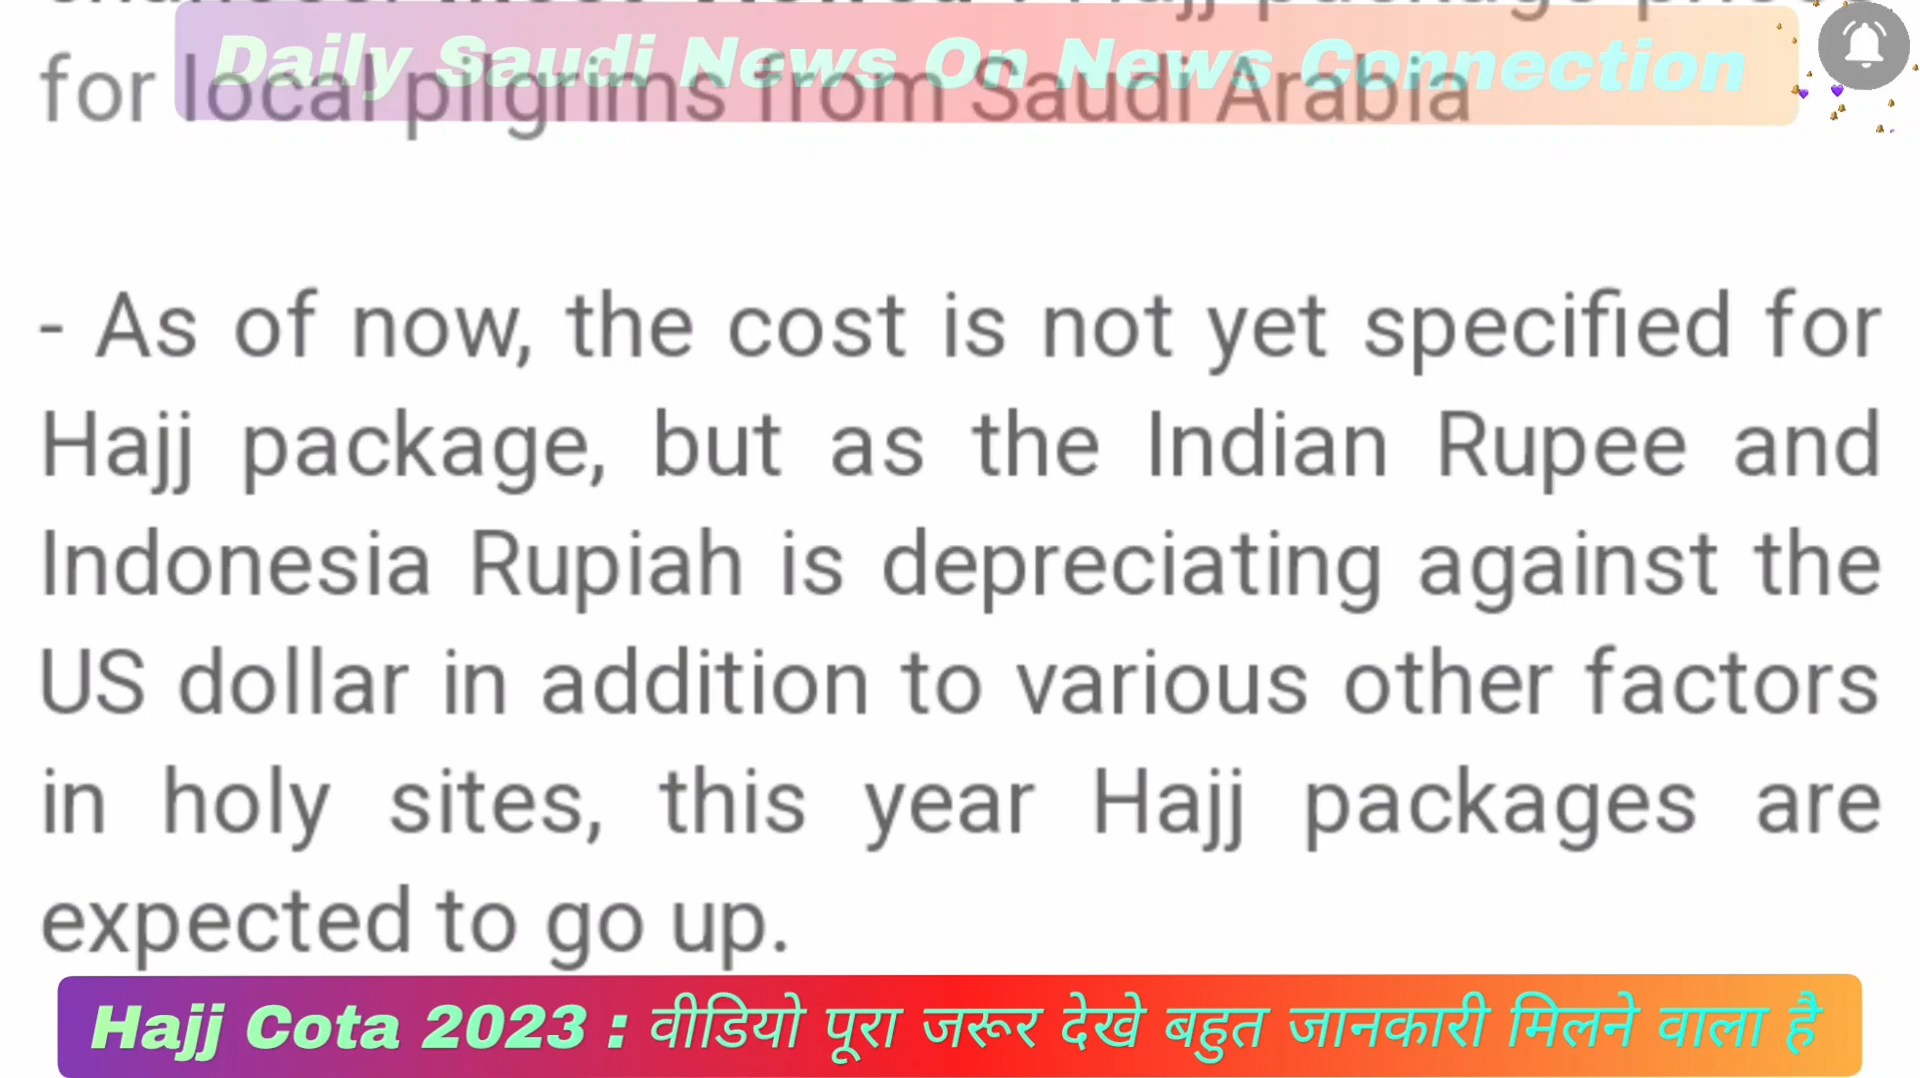 Daily Saudi News On News Connection
for local pilgrims from Saudi Arabia
- As of now, the cost is not yet specified for
Hajj package, but as the Indian Rupee and
Indonesia Rupiah is depreciating against the
US dollar in addition to various other factors
in holy sites, this year Hajj packages are
expected to go up.
Hajj Cota 2023 : वीडियो पूरा जरूर देखे बहुत जानकारी मिलने वाला है